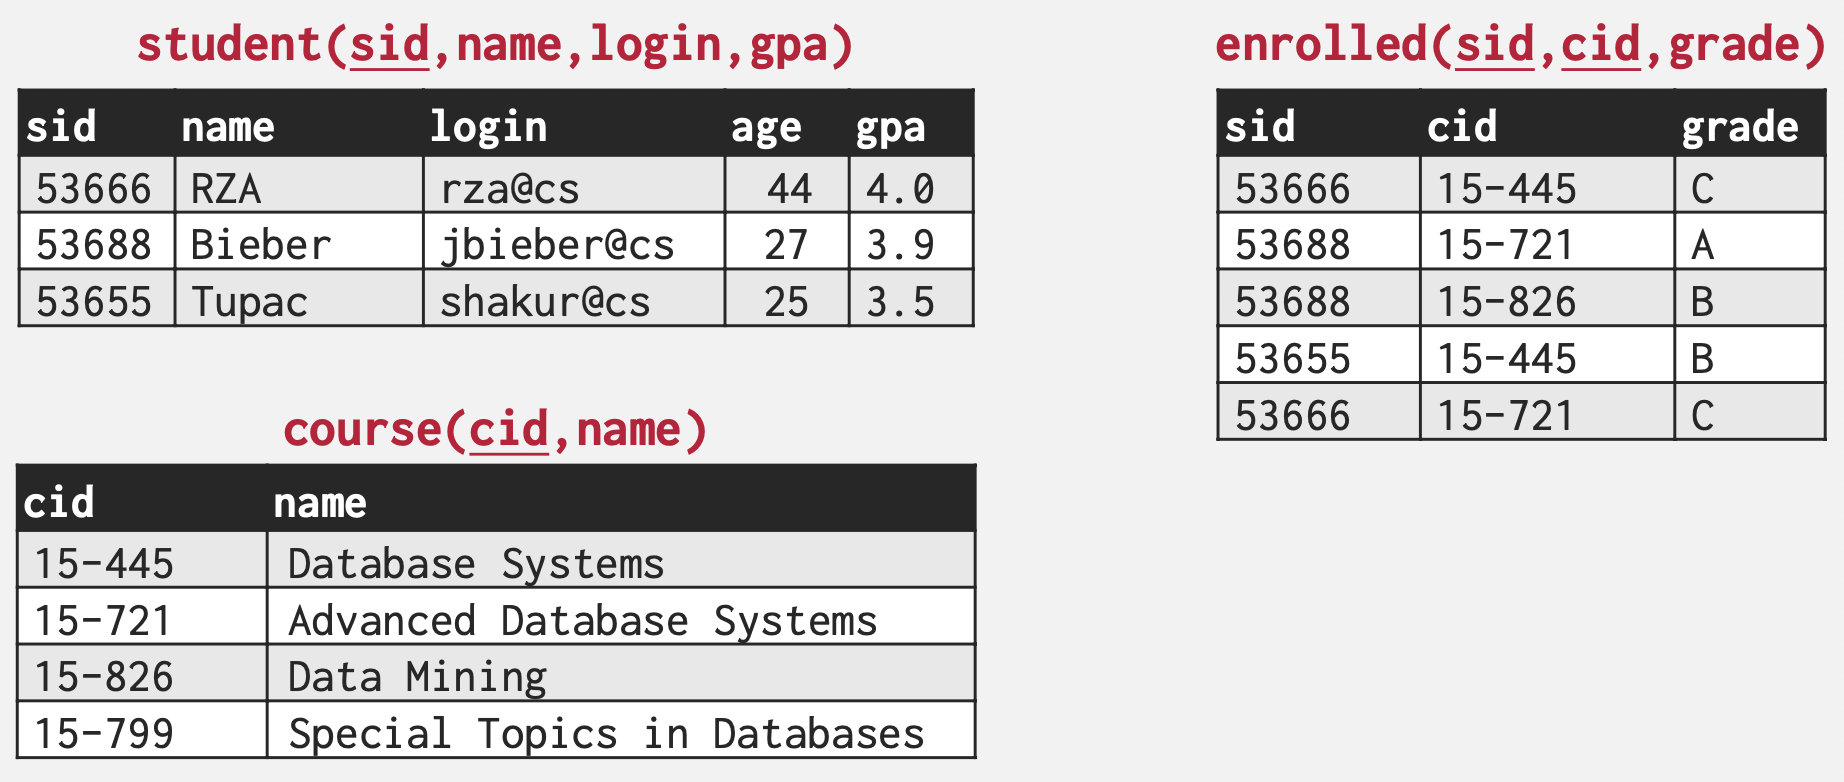 student(sid,name,login,gpa)
sid name login age gpa
53666 RZA rza@cs 44 4.0
53688 Bieber jbieber@cs 27 3.9
53655 Tupac shakur@cs 25 3.5
course(cid,name)
cid name
15-445 Database Systems
15-721 Advanced Database Systems
15-826 Data Mining
15-799 Special Topics in Databases
enrolled(sid,cid,grade)
sid cid grade
53666 15-445 C
53688 15-721 A
53688 15-826 B
53655 15-445 B
53666 15-721 C